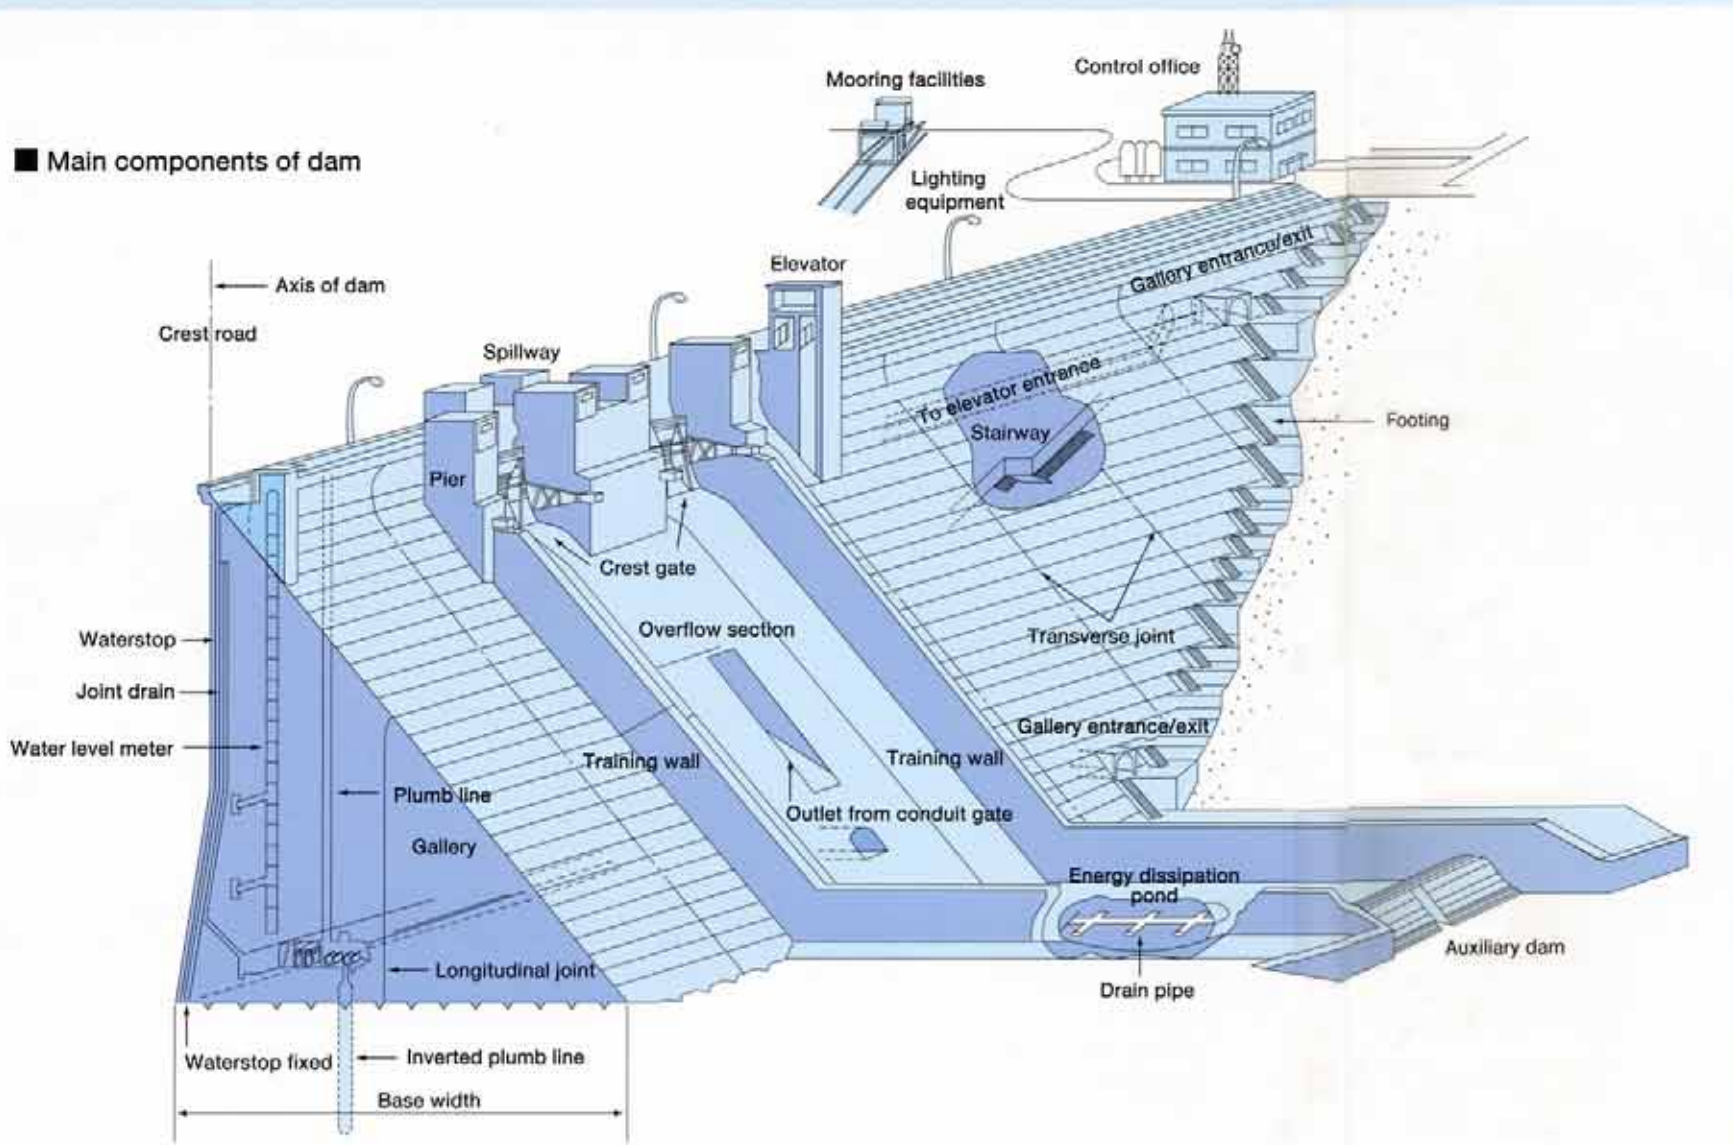 ■ Main components of dam
Mooring facilities
Control office
Lighting
equipment
Gallery entrance/exit
Elevator
Axis of dam
Crest road
Spillway
To elevator entrance
Stairway
Footing
Pier
Crest gate
Overflow section
Transverse joint
Waterstop
Joint drain
Water level meter
Gallery entrance/exit
Training wall
Training wall
Plumb line
Outlet from conduit gate
Gallery
Energy dissipation
pond
Auxiliary dam
Longitudinal joint
Drain pipe
Waterstop fixed
Inverted plumb line
Base width